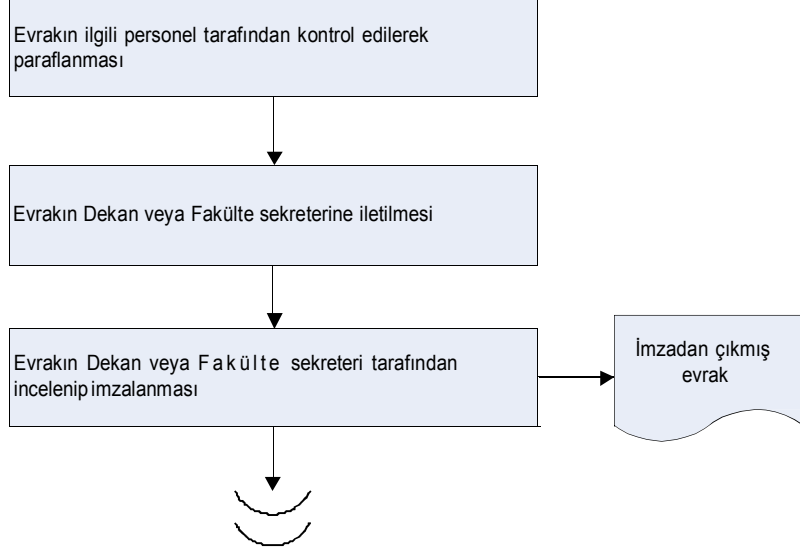 Evrakın ilgili personel tarafından kontrol edilerek
paraflanması
Evrakın Dekan veya Fakülte sekreterine iletilmesi
Evrakın Dekan veya Fakülte sekreteri tarafından
incelenip imzalanması
İmzadan çıkmış
evrak